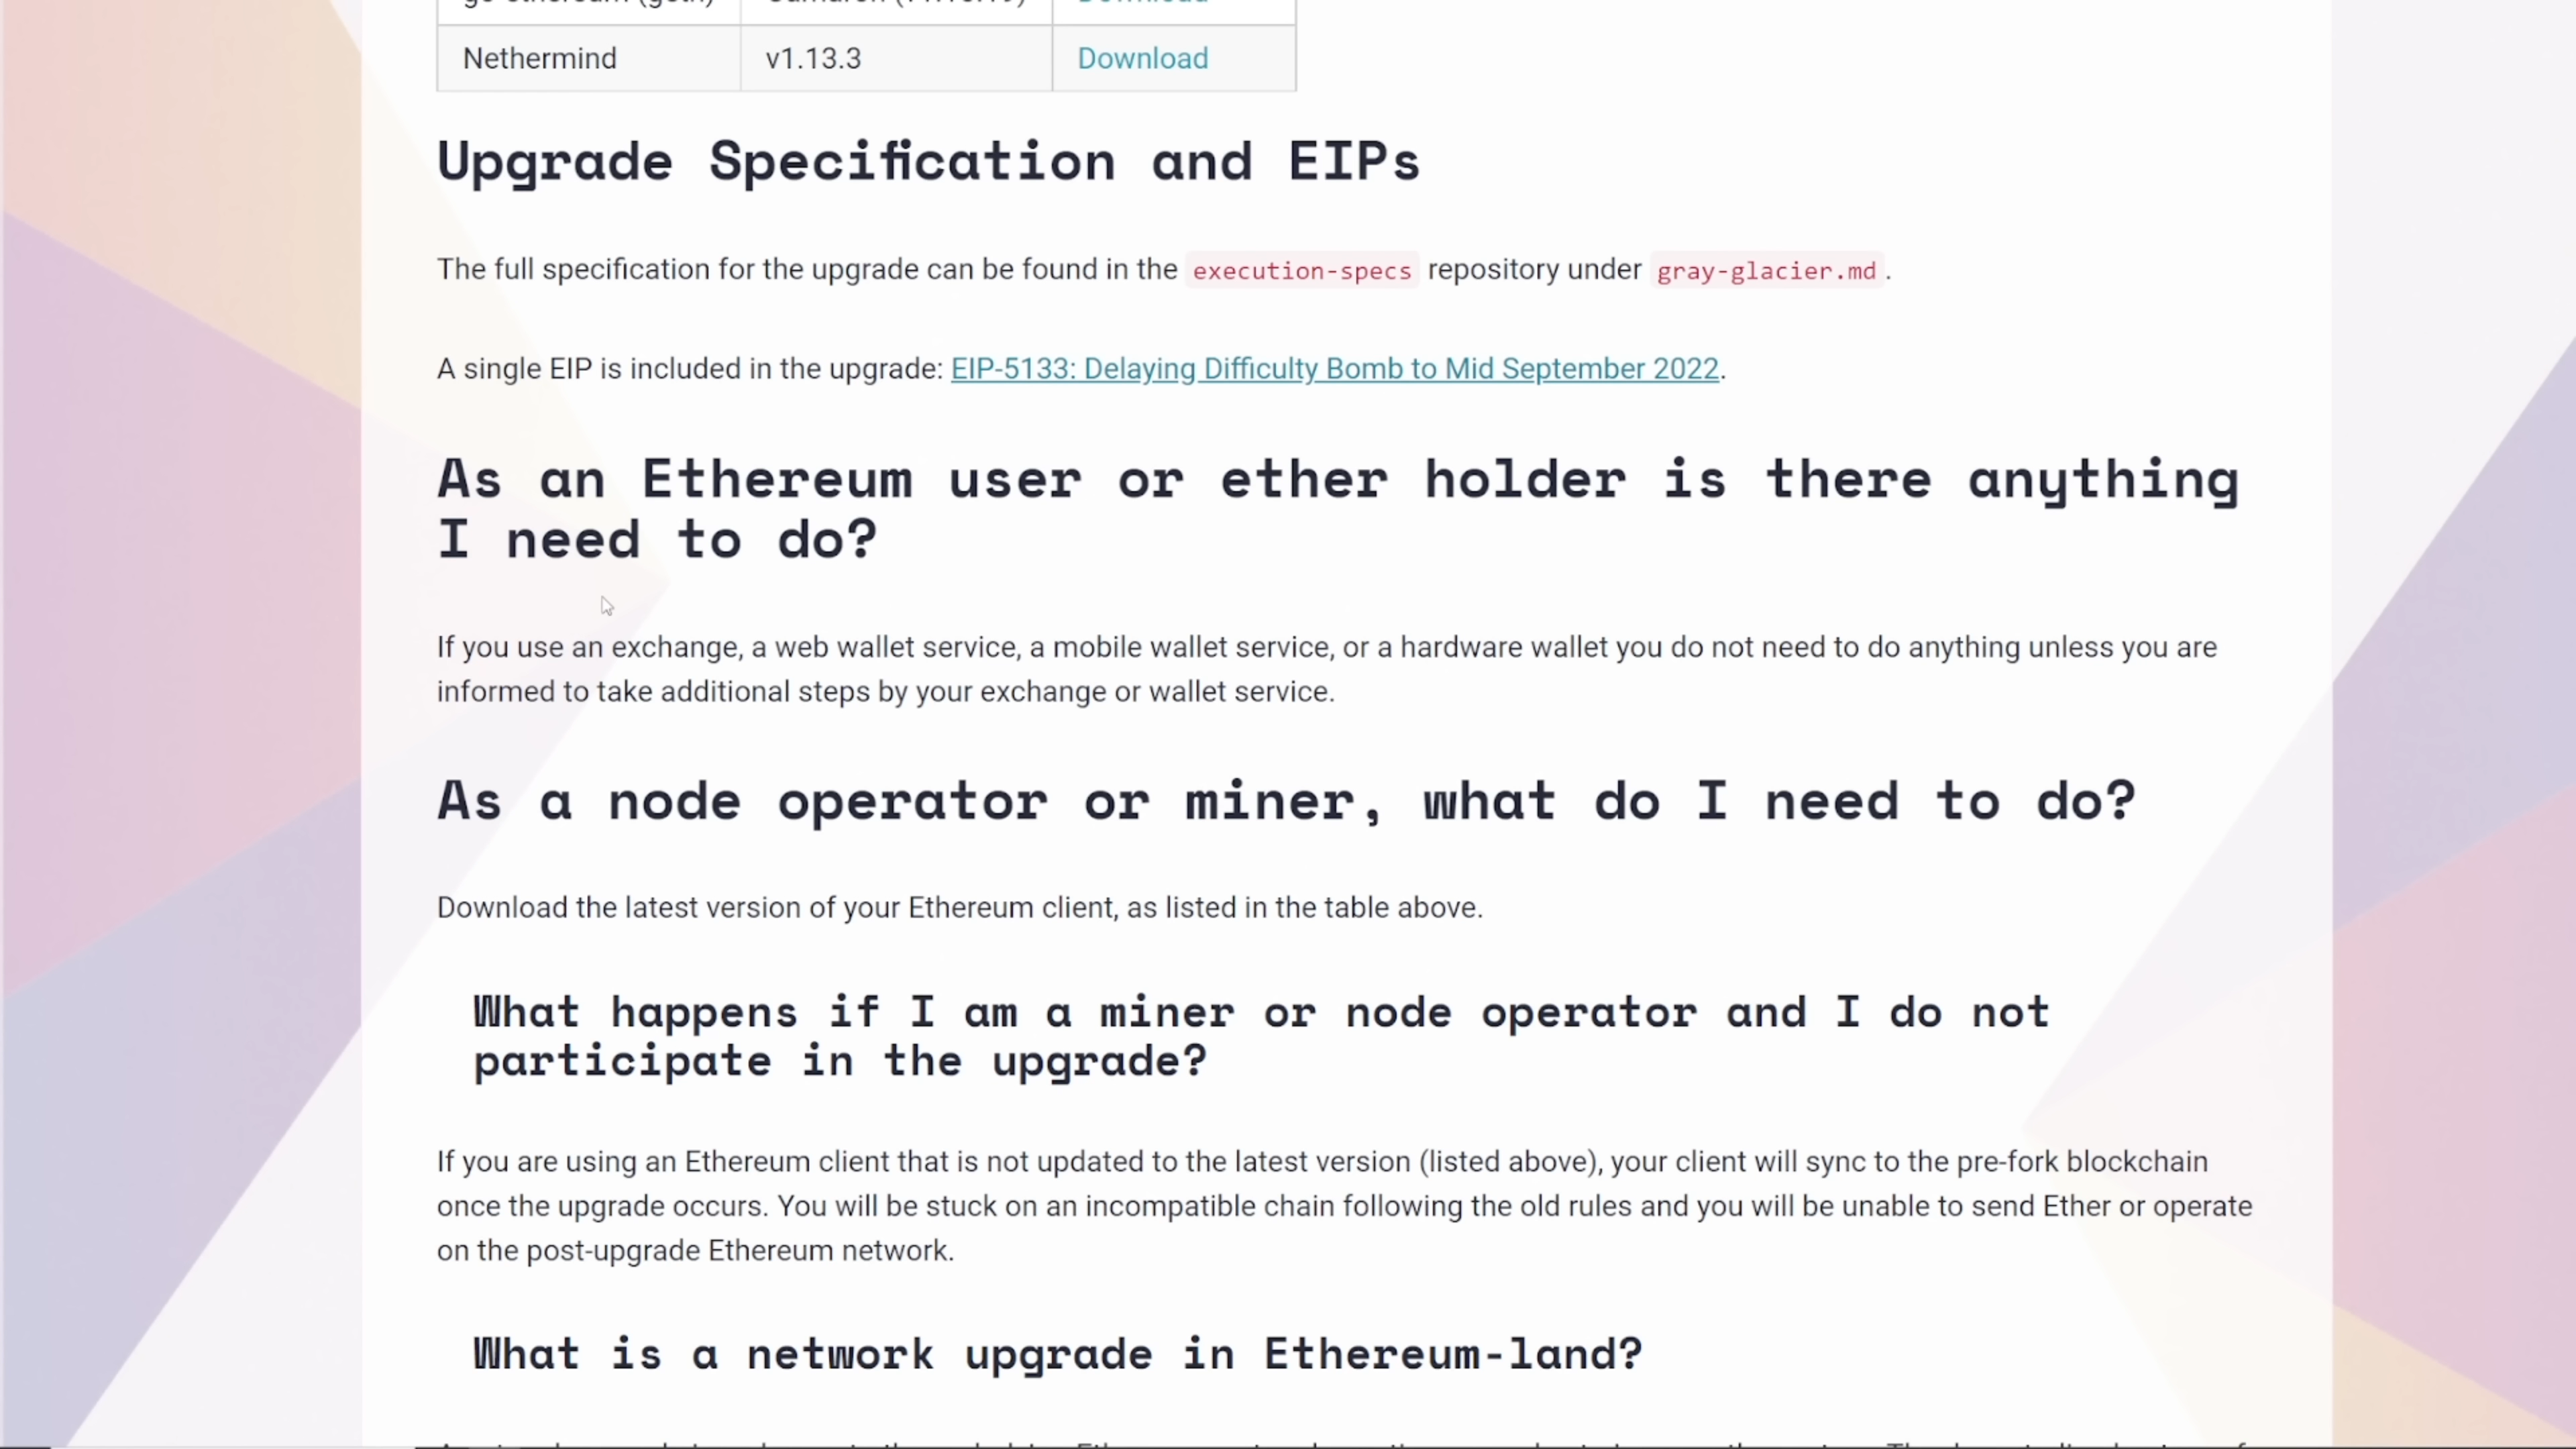 Nethermind v1.13.3 Download
Upgrade Specification and EIPs
The full specification for the upgrade can be found in the execution-specs repository under gray-glacier.md.
A single EIP is included in the upgrade: EIP-5133: Delaying Difficulty Bomb to Mid September 2022.
As an Ethereum user or ether holder is there anything
I need to do?
If you use an exchange, a web wallet service, a mobile wallet service, or a hardware wallet you do not need to do anything unless you are
informed to take additional steps by your exchange or wallet service.
As a node operator or miner, what do I need to do?
Download the latest version of your Ethereum client, as listed in the table above.
What happens if I am a miner or node operator and I do not
participate in the upgrade?
If you are using an Ethereum client that is not updated to the latest version (listed above), your client will sync to the pre-fork blockchain
once the upgrade occurs. You will be stuck on an incompatible chain following the old rules and you will be unable to send Ether or operate
on the post-upgrade Ethereum network.
What is a network upgrade in Ethereum-land?